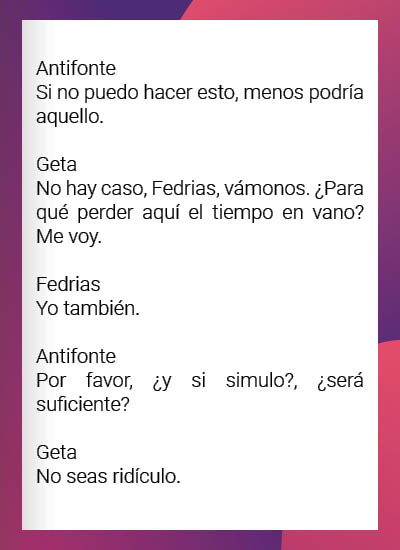 Antifonte
Si no puedo hacer esto, menos podría
aquello.
Geta
No hay caso, Fedrias, vámonos. ¿Para
qué perder aquí el tiempo en vano?
Me voy.
Fedrias
Yo también.
Antifonte
Por favor, ¿y si simulo?, ¿será
suficiente?
Geta
No seas ridículo.